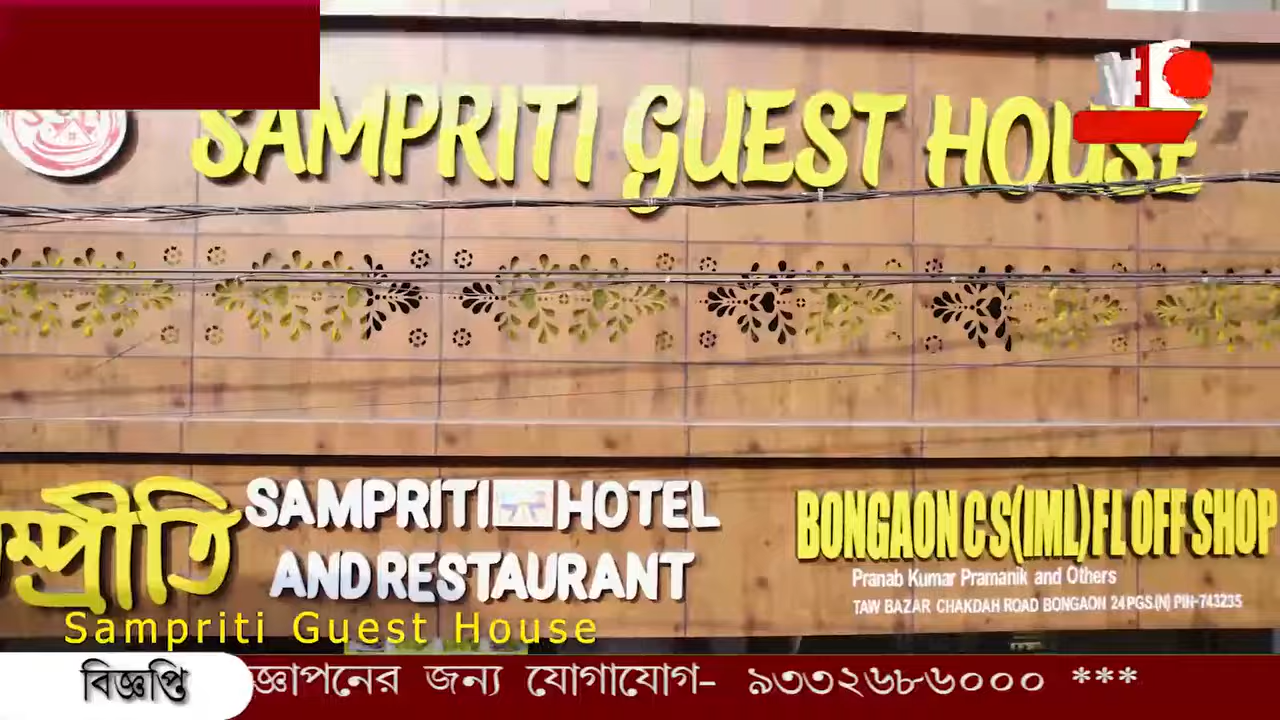 SAMPRITI GUEST HOUSE
সম্প্রীতি
SAMPRITI HOTEL
AND RESTAURANT
BONGAON C S(IML) FL OFF SHOP
Pranab Kumar Pramanik and Others
TAW BAZAR CHAKDAH ROAD BONGAON 24 PGS.(N) PIN-743235
Sampriti Guest House
বিজ্ঞপ্তি
বিজ্ঞাপনের জন্য যোগাযোগ- ৯৩৩২৬৮৬০০০ ***